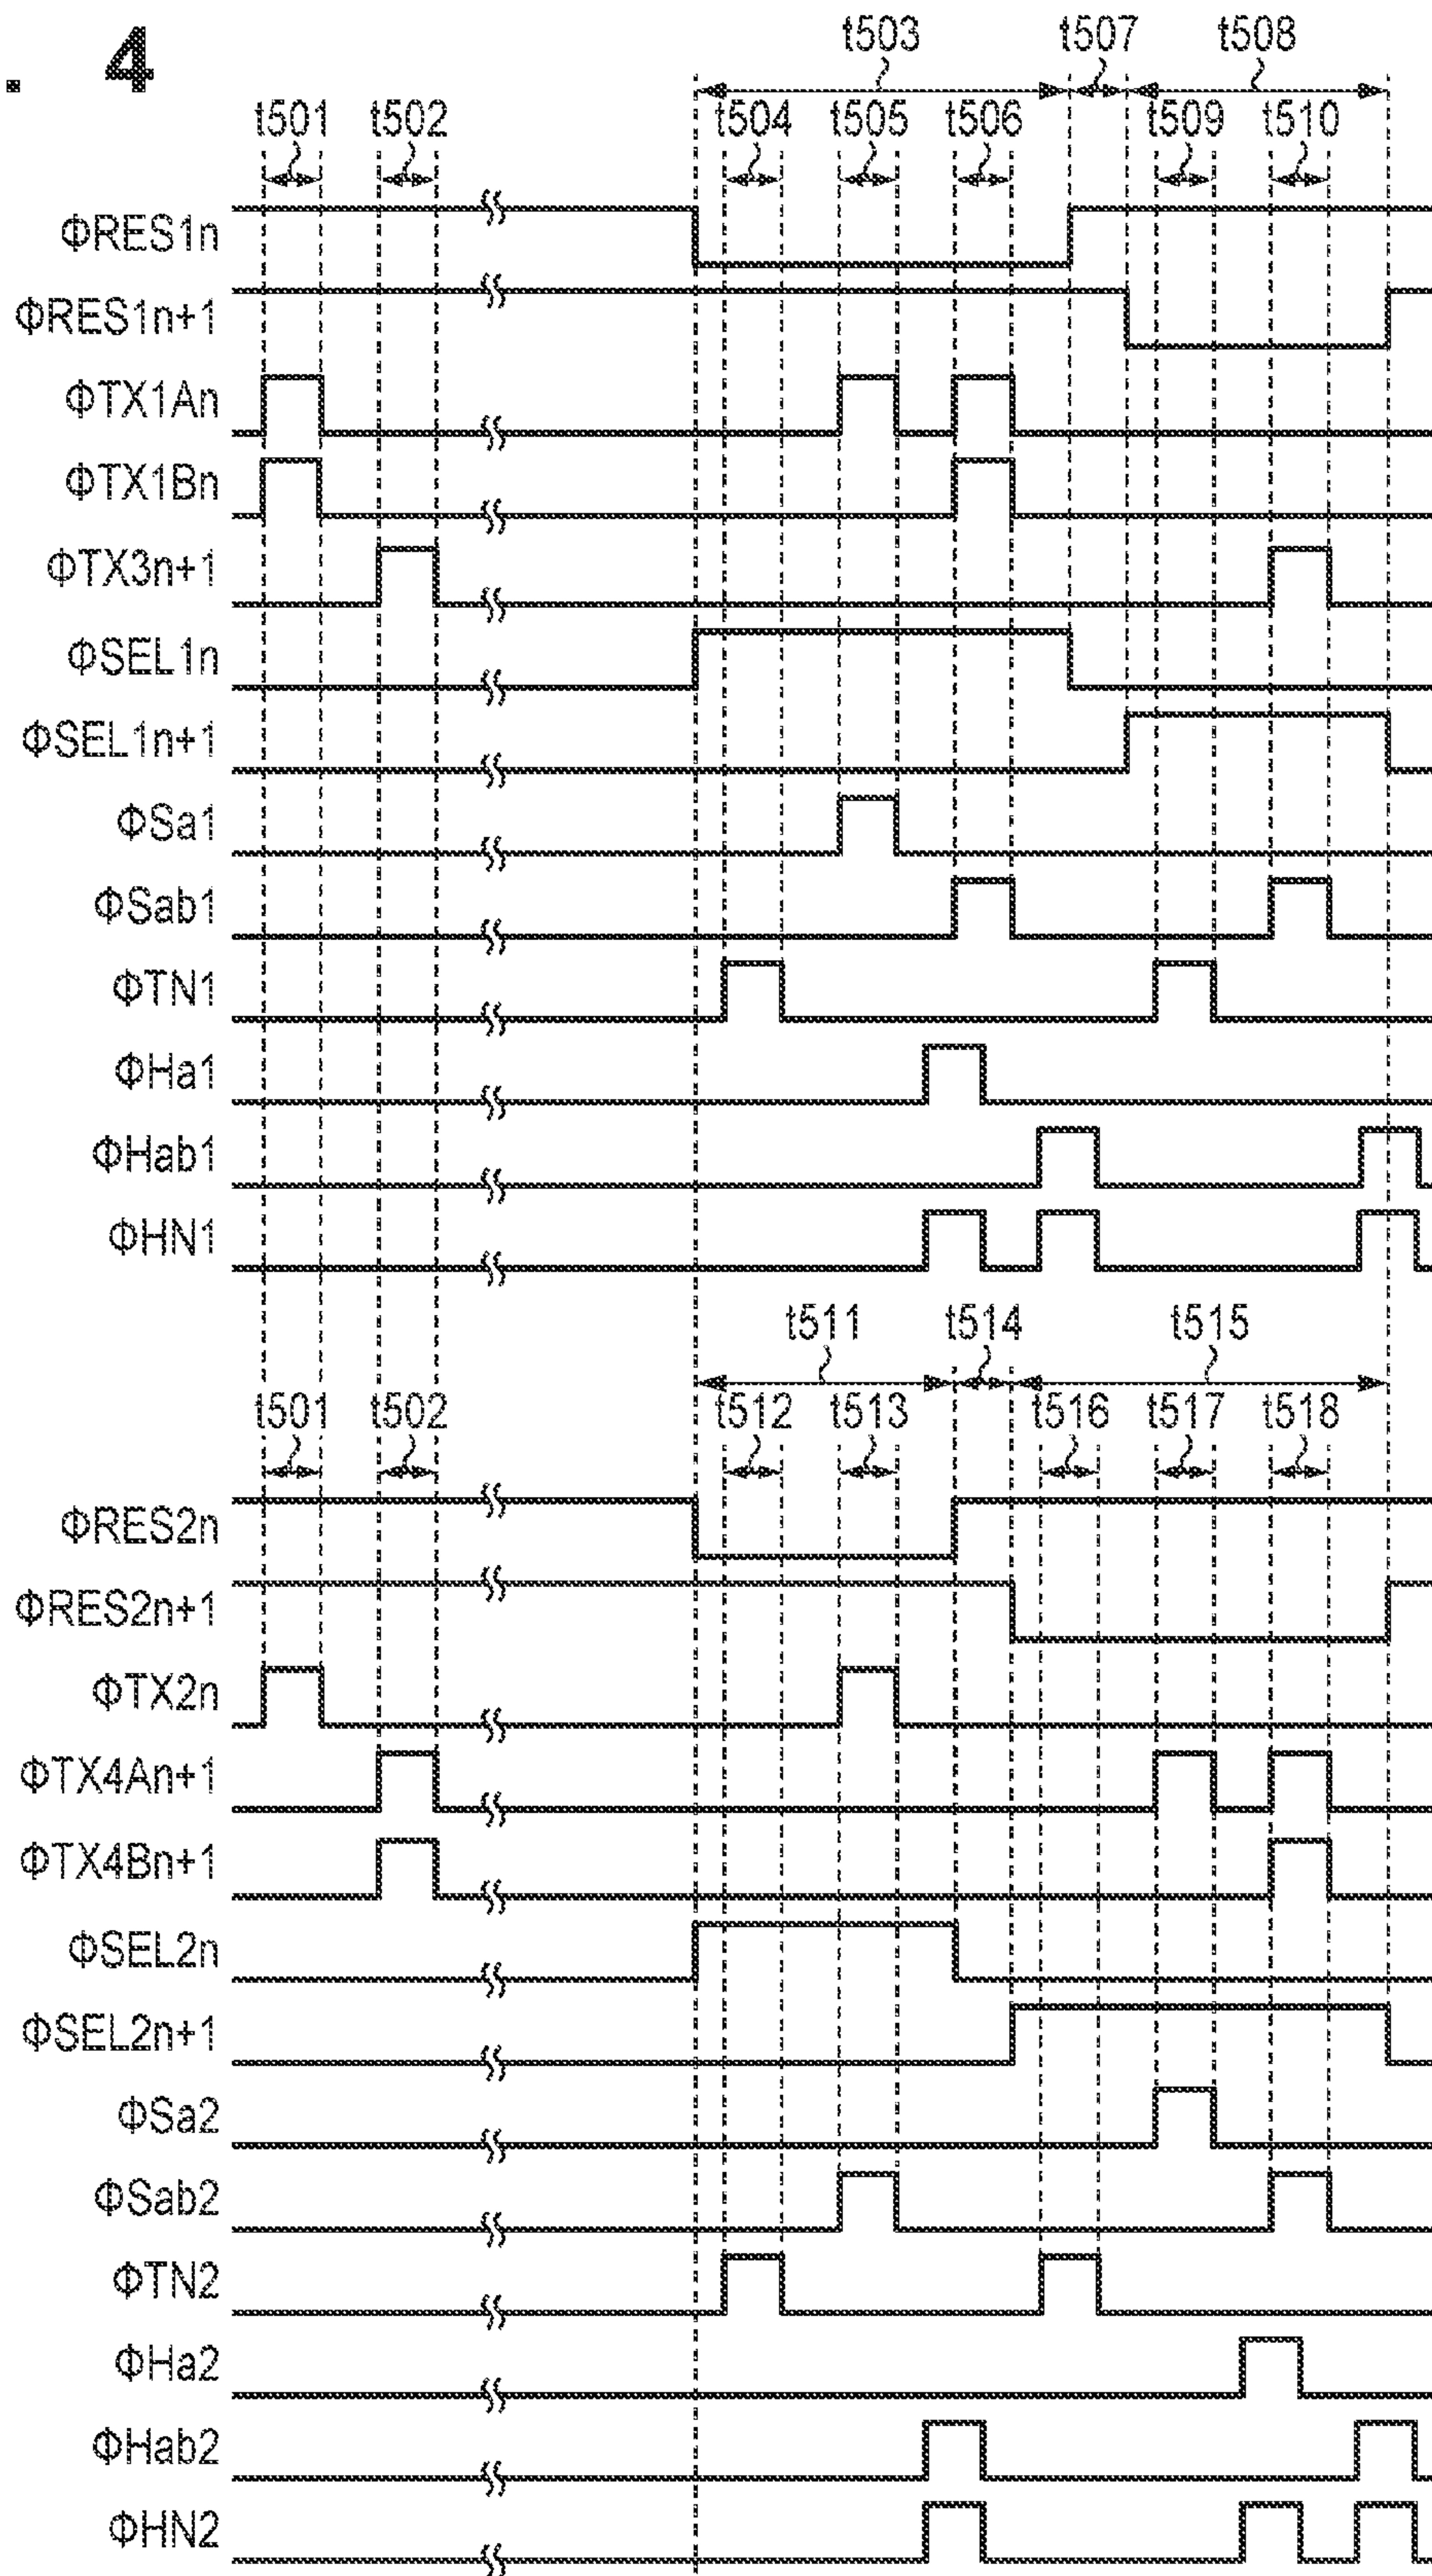 . 4
t503 t507 t508
t501 t502 t504 t505 t506 t509 t510
ΦRES1n
ΦRES1n+1
ΦTX1An
ΦTX1Bn
ΦTX3n+1
ΦSEL1n
ΦSEL1n+1
ΦSa1
ΦSab1
ΦTN1
ΦHa1
ΦHab1
ΦHN1
t511 t514 t515
t501 t502 t512 t513 t516 t517 t518
ΦRES2n
ΦRES2n+1
ΦTX2n
ΦTX4An+1
ΦTX4Bn+1
ΦSEL2n
ΦSEL2n+1
ΦSa2
ΦSab2
ΦTN2
ΦHa2
ΦHab2
ΦHN2